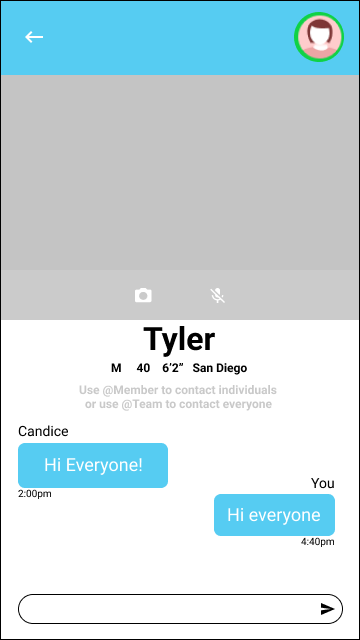 Tyler
M 40 6’2” San Diego
Use @Member to contact individuals
or use @Team to contact everyone
Candice
Hi Everyone!
2:00pm
You
Hi everyone
4:40pm